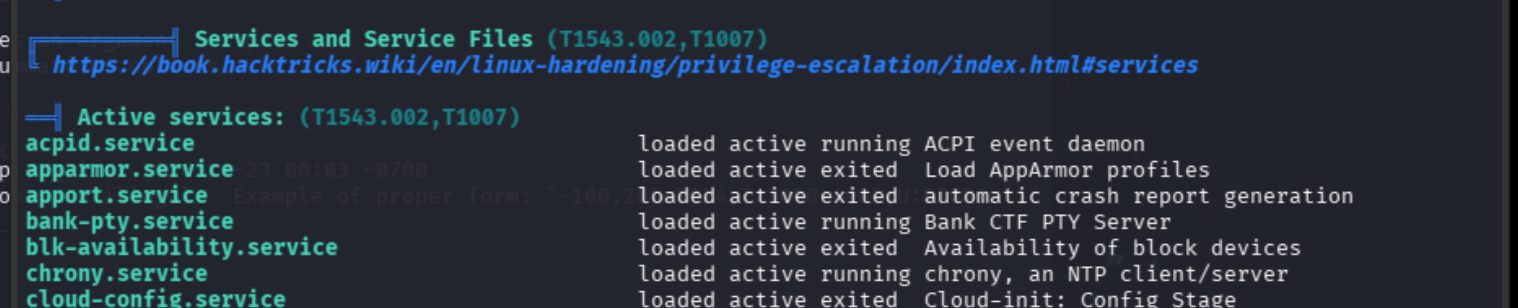 Services and Service Files (T1543.002,T1007)
https://book.hacktricks.wiki/en/linux-hardening/privilege-escalation/index.html#services
Active services: (T1543.002,T1007)
acpid.service loaded active running ACPI event daemon
apparmor.service loaded active exited Load AppArmor profiles
apport.service loaded active exited automatic crash report generation
bank-pty.service loaded active running Bank CTF PTY Server
blk-availability.service loaded active exited Availability of block devices
chrony.service loaded active running chrony, an NTP client/server
cloud-config.service loaded active exited Cloud-init: Config Stage